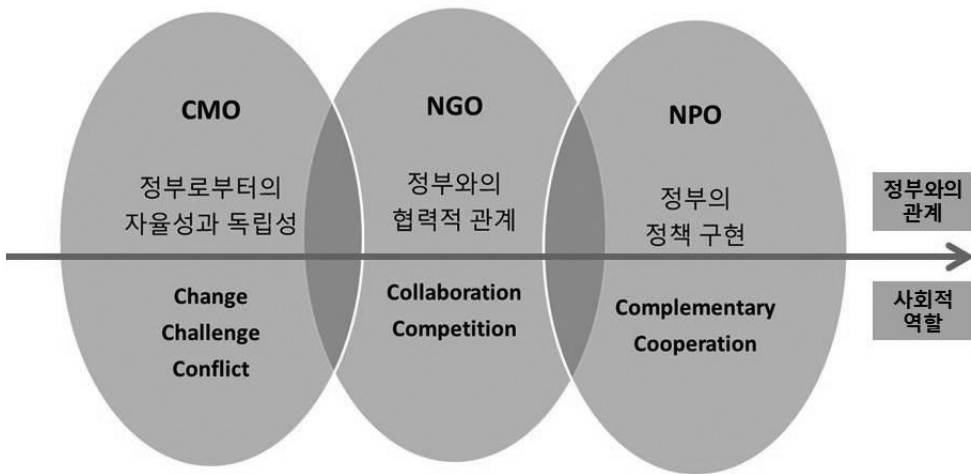 CMO
정부로부터의
자율성과 독립성
Change
Challenge
Conflict
NGO
정부와의
협력적 관계
Collaboration
Competition
NPO
정부의
정책 구현
Complementary
Cooperation
정부와의
관계
사회적
역할